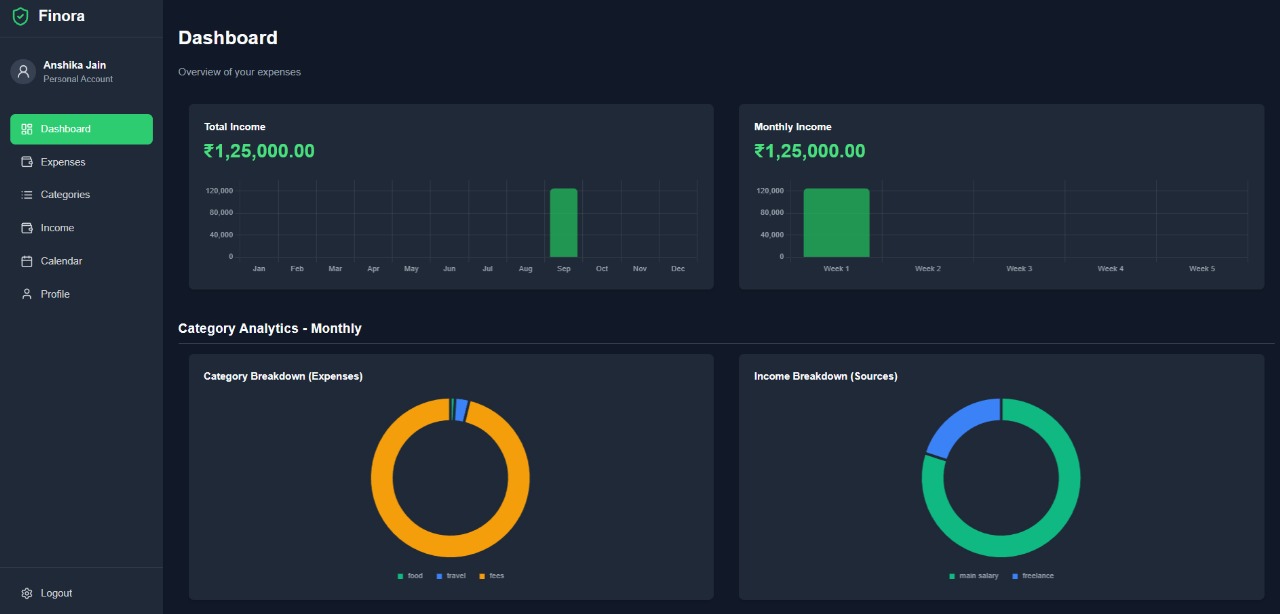 Finora
Anshika Jain
Personal Account
Dashboard
Expenses
Categories
Income
Calendar
Profile
Logout
Dashboard
Overview of your expenses
Total Income
₹1,25,000.00
120,000
80,000
40,000
0
Jan Feb Mar Apr May Jun Jul Aug Sep Oct Nov Dec
Monthly Income
₹1,25,000.00
120,000
80,000
40,000
0
Week 1 Week 2 Week 3 Week 4 Week 5
Category Analytics - Monthly
Category Breakdown (Expenses)
food travel fees
Income Breakdown (Sources)
main salary freelance